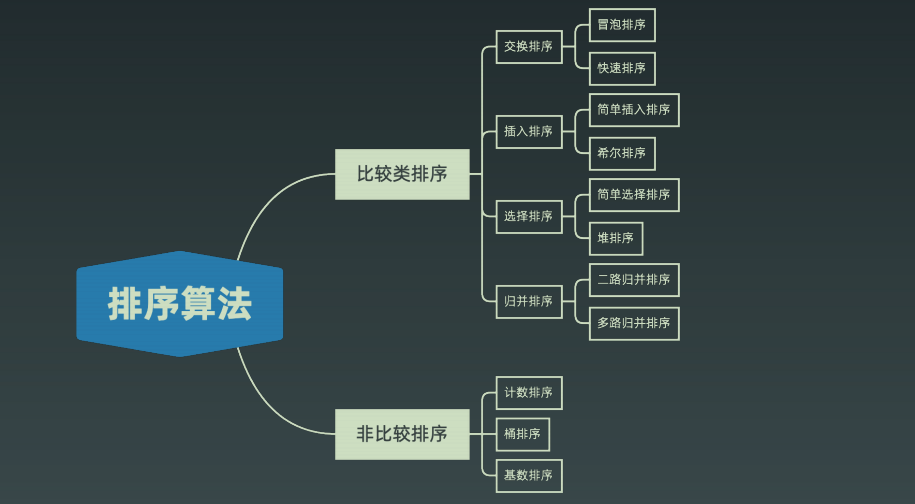 排序算法
比较类排序
交换排序
冒泡排序
快速排序
插入排序
简单插入排序
希尔排序
选择排序
简单选择排序
堆排序
归并排序
二路归并排序
多路归并排序
非比较排序
计数排序
桶排序
基数排序